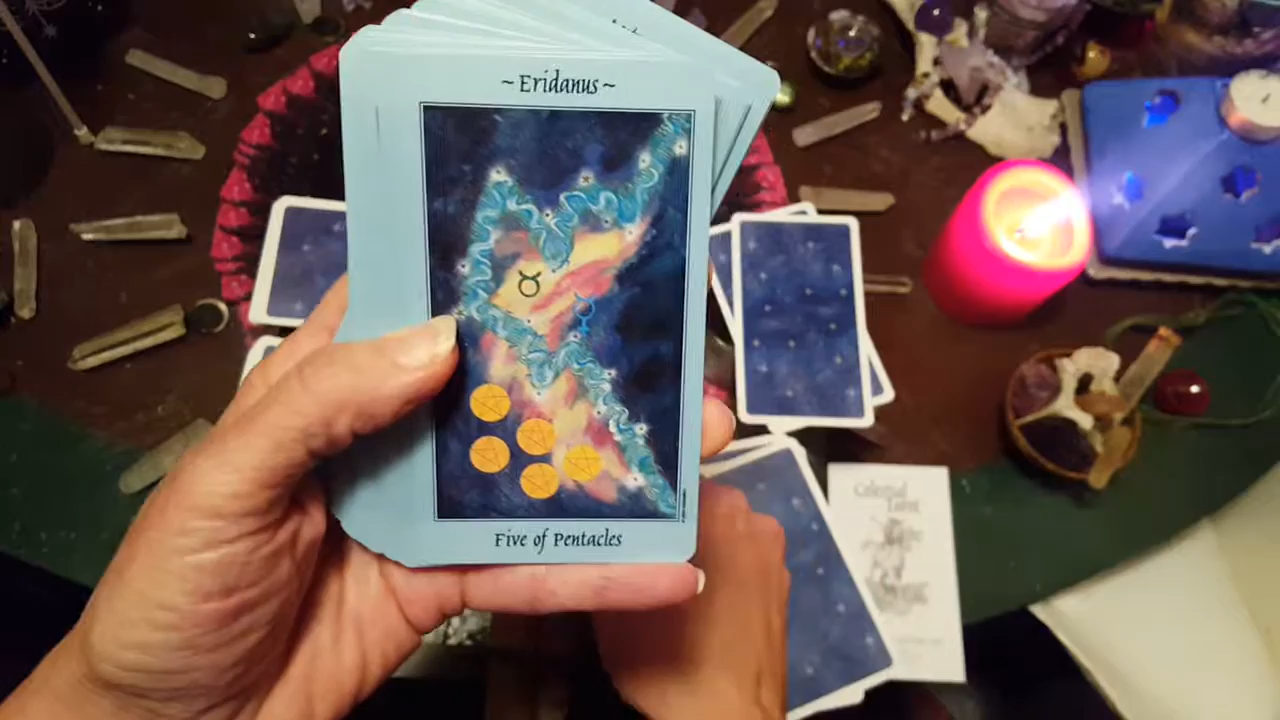 ~ Eridanus ~
Five of Pentacles
Celestial
Tarot